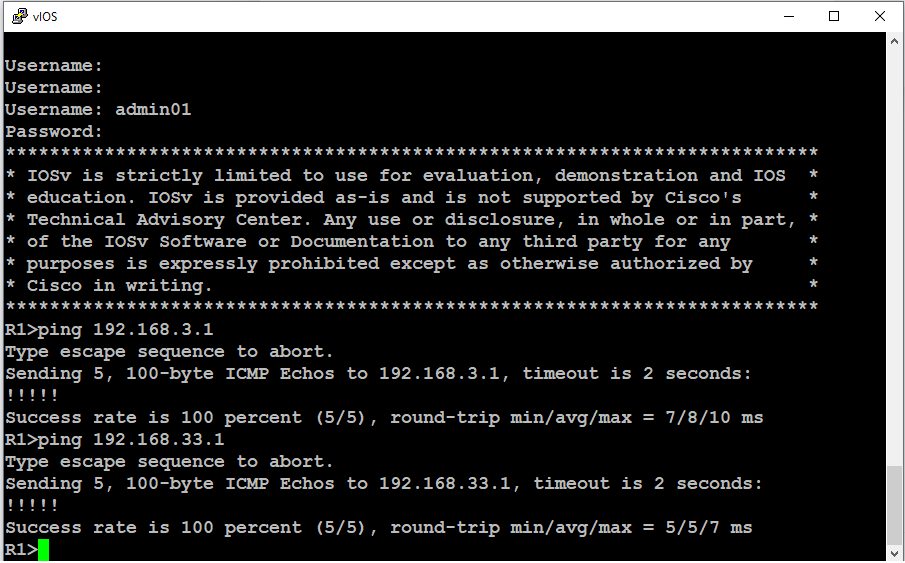 vIOS
Username:
Username:
Username: admin01
Password:
**************************************************************************
* IOSv is strictly limited to use for evaluation, demonstration and IOS  *
* education. IOSv is provided as-is and is not supported by Cisco's      *
* Technical Advisory Center. Any use or disclosure, in whole or in part, *
* of the IOSv Software or Documentation to any third party for any       *
* purposes is expressly prohibited except as otherwise authorized by     *
* Cisco in writing.                                                      *
**************************************************************************
R1>ping 192.168.3.1
Type escape sequence to abort.
Sending 5, 100-byte ICMP Echos to 192.168.3.1, timeout is 2 seconds:
!!!!!
Success rate is 100 percent (5/5), round-trip min/avg/max = 7/8/10 ms
R1>ping 192.168.33.1
Type escape sequence to abort.
Sending 5, 100-byte ICMP Echos to 192.168.33.1, timeout is 2 seconds:
!!!!!
Success rate is 100 percent (5/5), round-trip min/avg/max = 5/5/7 ms
R1>